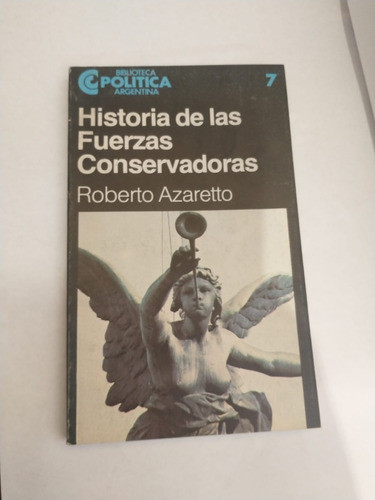 BIBLIOTECA
POLITICA
ARGENTINA
7
Historia de las
Fuerzas
Conservadoras
Roberto Azaretto